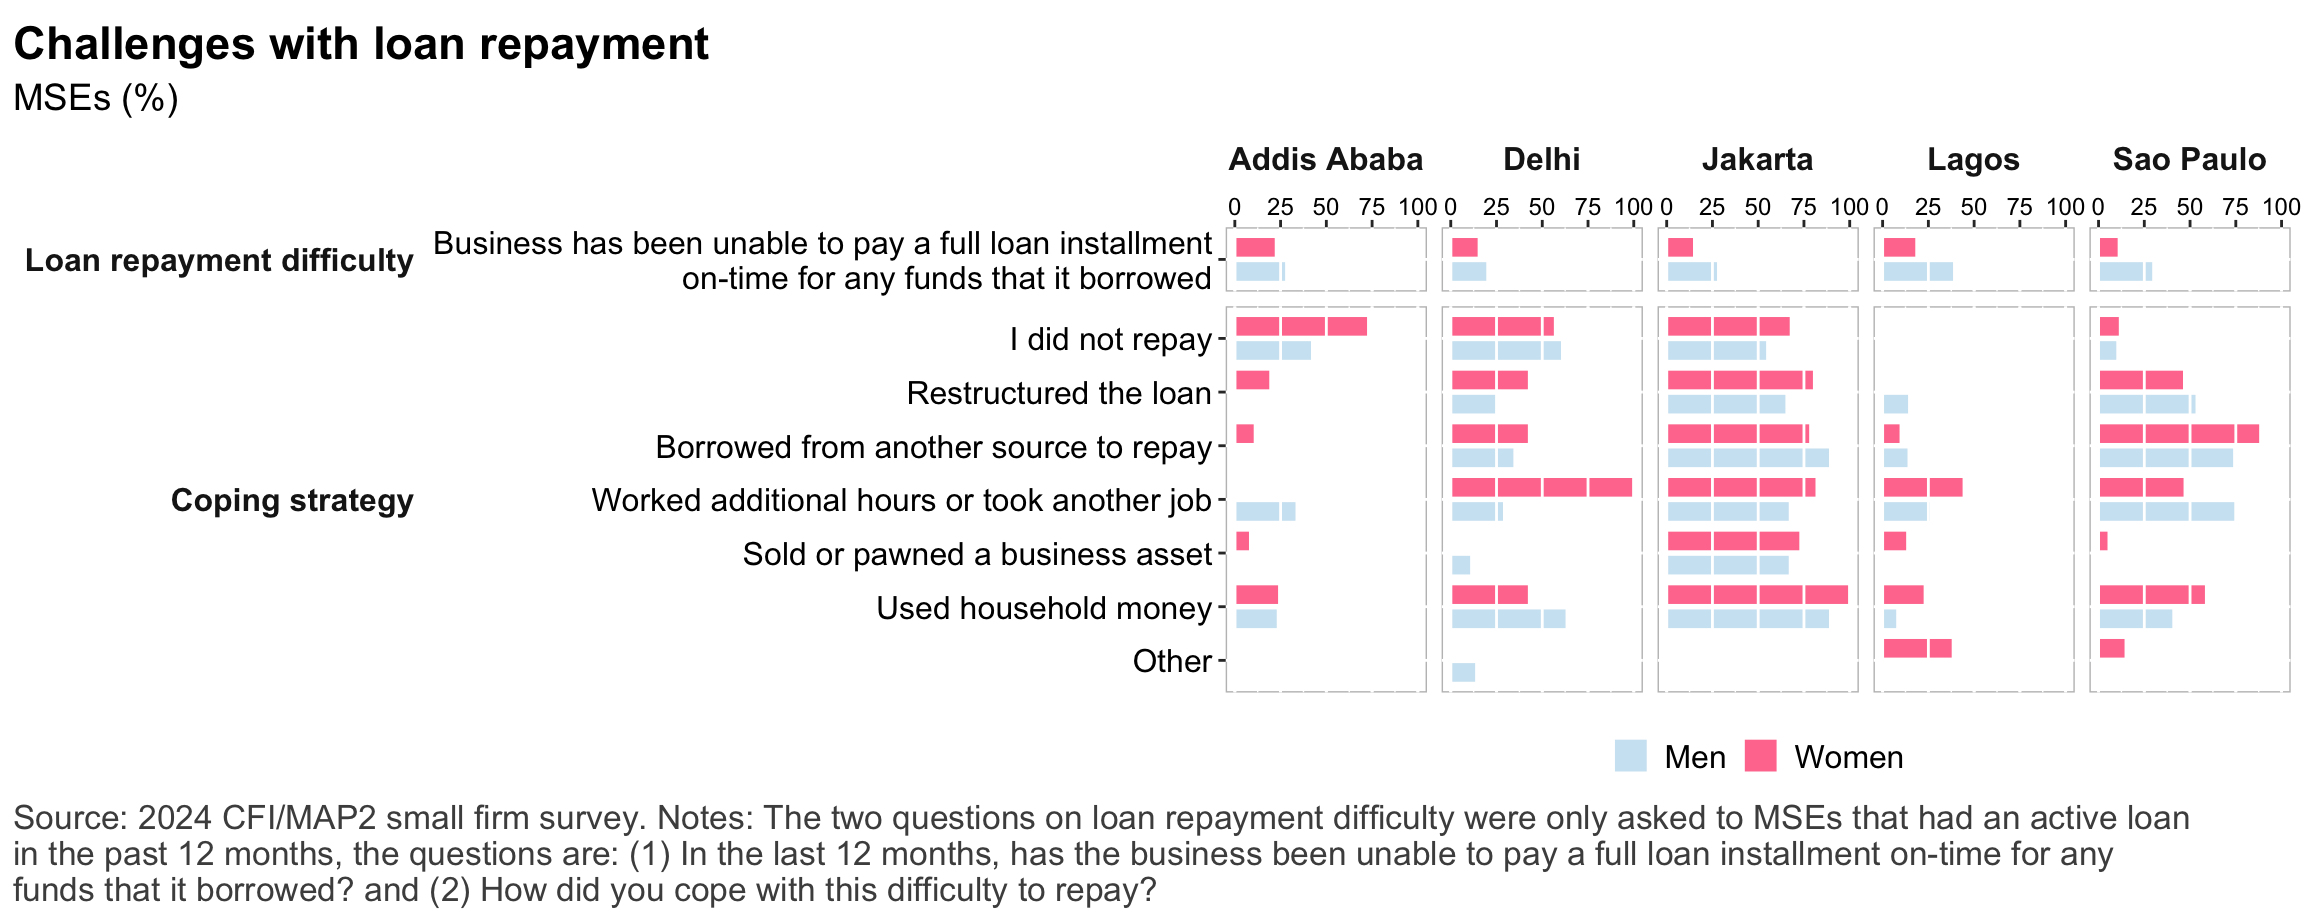 Challenges with loan repayment
MSEs (%)
Addis Ababa Delhi Jakarta Lagos Sao Paulo
0 25 50 75 100 0 25 50 75 100 0 25 50 75 100 0 25 50 75 100 0 25 50 75 100
Loan repayment difficulty
Business has been unable to pay a full loan installment
on-time for any funds that it borrowed
Coping strategy
I did not repay
Restructured the loan
Borrowed from another source to repay
Worked additional hours or took another job
Sold or pawned a business asset
Used household money
Other
Men Women
Source: 2024 CFI/MAP2 small firm survey. Notes: The two questions on loan repayment difficulty were only asked to MSEs that had an active loan
in the past 12 months, the questions are: (1) In the last 12 months, has the business been unable to pay a full loan installment on-time for any
funds that it borrowed? and (2) How did you cope with this difficulty to repay?